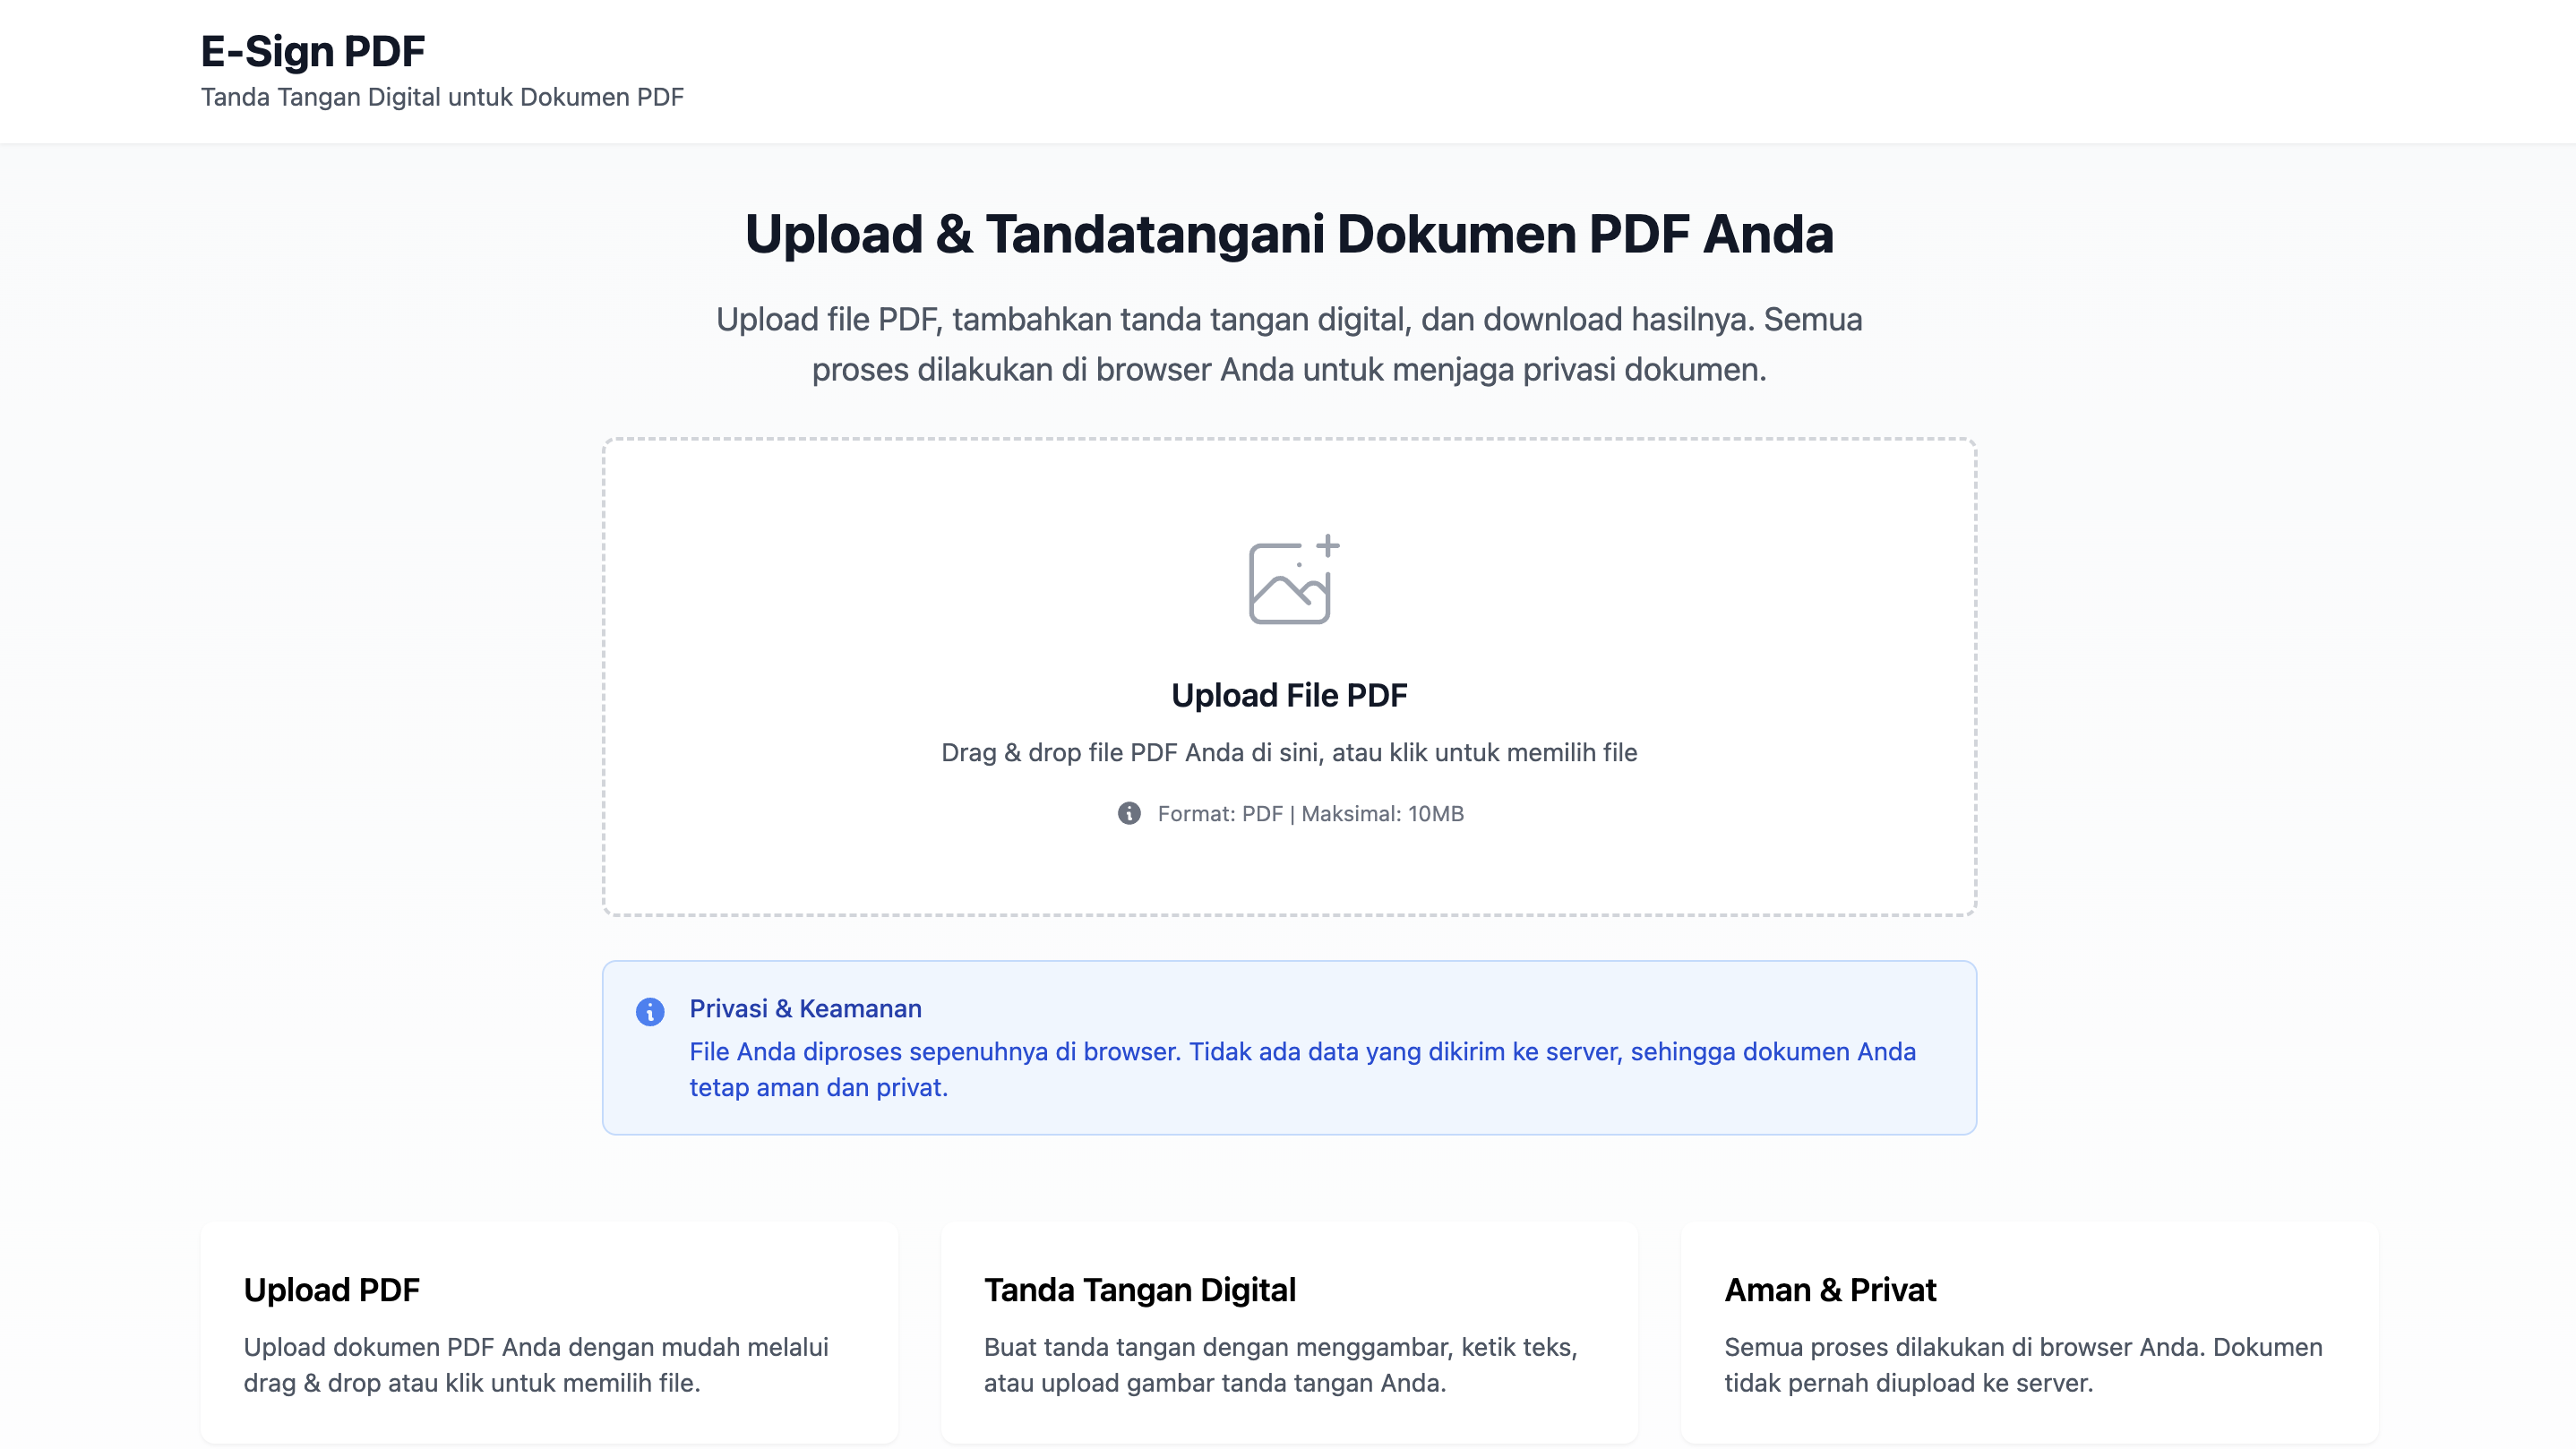 E-Sign PDF
Tanda Tangan Digital untuk Dokumen PDF
Upload & Tandatangani Dokumen PDF Anda
Upload file PDF, tambahkan tanda tangan digital, dan download hasilnya. Semua
proses dilakukan di browser Anda untuk menjaga privasi dokumen.
Upload File PDF
Drag & drop file PDF Anda di sini, atau klik untuk memilih file
Format: PDF | Maksimal: 10MB
Privasi & Keamanan
File Anda diproses sepenuhnya di browser. Tidak ada data yang dikirim ke server, sehingga dokumen Anda
tetap aman dan privat.
Upload PDF
Upload dokumen PDF Anda dengan mudah melalui
drag & drop atau klik untuk memilih file.
Tanda Tangan Digital
Buat tanda tangan dengan menggambar, ketik teks,
atau upload gambar tanda tangan Anda.
Aman & Privat
Semua proses dilakukan di browser Anda. Dokumen
tidak pernah diupload ke server.